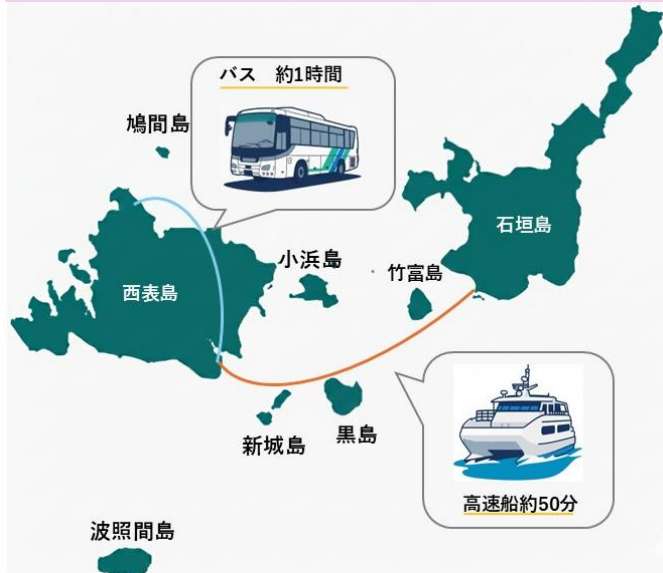 バス　約1時間
鳩間島
石垣島
小浜島
竹富島
西表島
新城島
黒島
高速船約50分
波照間島